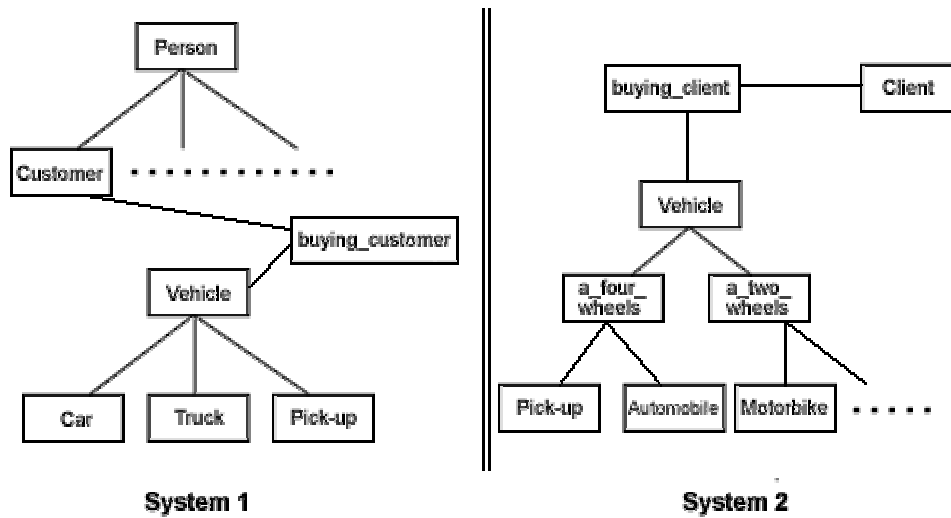 Person
Customer
buying_customer
Vehicle
Car
Truck
Pick-up
System 1
buying_client
Client
Vehicle
a_four_
wheels
a_two_
wheels
Pick-up
Automobile
Motorbike
System 2